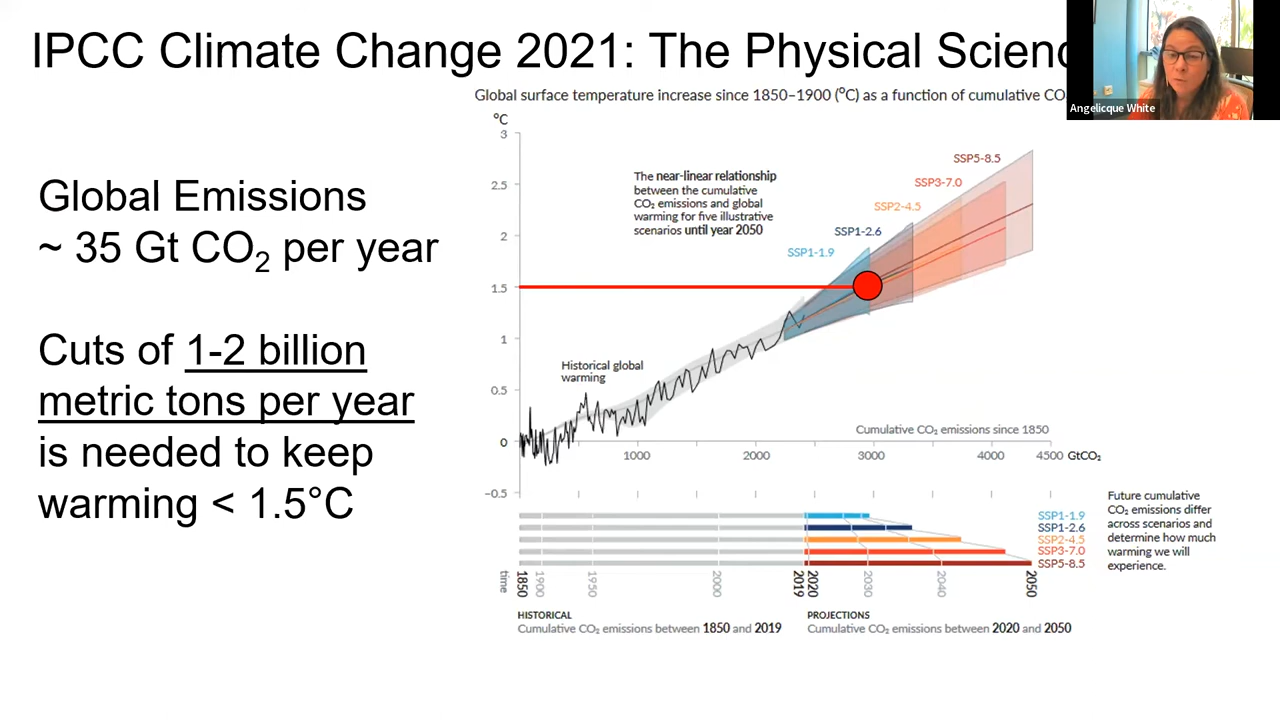 IPCC Climate Change 2021: The Physical Scienc
Angelicque White
Global surface temperature increase since 1850–1900 (°C) as a function of cumulative CO
Global Emissions
~ 35 Gt CO₂ per year
Cuts of 1-2 billion
metric tons per year
is needed to keep
warming < 1.5°C
°C
3
2.5
2
1.5
1
0.5
0
−0.5
The near-linear relationship
between the cumulative
CO₂ emissions and global
warming for five illustrative
scenarios until year 2050
SSP5-8.5
SSP3-7.0
SSP2-4.5
SSP1-2.6
SSP1-1.9
Historical global
warming
Cumulative CO₂ emissions since 1850
1000 2000 3000 4000 4500 GtCO₂
SSP1-1.9
SSP1-2.6
SSP2-4.5
SSP3-7.0
SSP5-8.5
Future cumulative
CO₂ emissions differ
across scenarios and
determine how much
warming we will
experience.
time 1850 1900 1950 2000 2019 2020 2030 2040 2050
HISTORICAL
Cumulative CO₂ emissions between 1850 and 2019
PROJECTIONS
Cumulative CO₂ emissions between 2020 and 2050